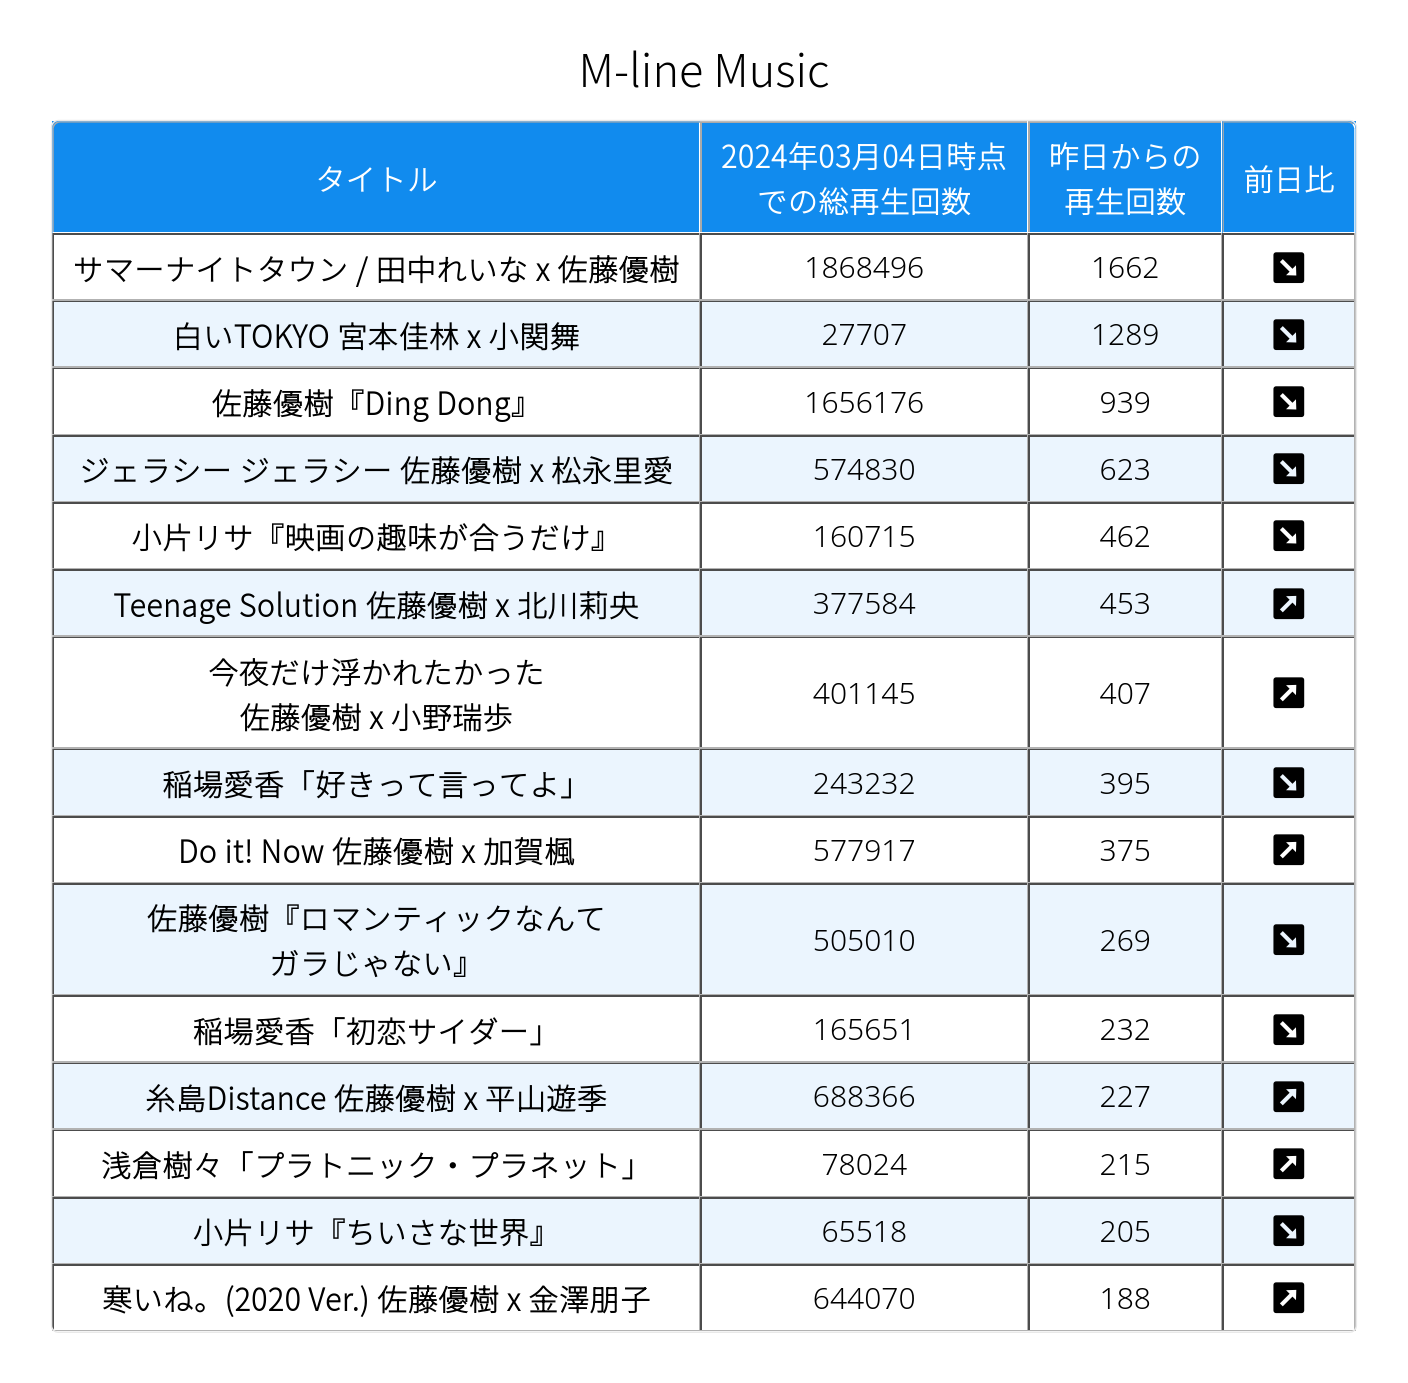 M-line Music
タイトル
2024年03月04日時点
での総再生回数
昨日からの
再生回数
前日比
サマーナイトタウン / 田中れいな x 佐藤優樹
1868496
1662
白いTOKYO 宮本佳林 x 小関舞
27707
1289
佐藤優樹『Ding Dong』
1656176
939
ジェラシー ジェラシー 佐藤優樹 x 松永里愛
574830
623
小片リサ『映画の趣味が合うだけ』
160715
462
Teenage Solution 佐藤優樹 x 北川莉央
377584
453
今夜だけ浮かれたかった
佐藤優樹 x 小野瑞歩
401145
407
稲場愛香「好きって言ってよ」
243232
395
Do it! Now 佐藤優樹 x 加賀楓
577917
375
佐藤優樹『ロマンティックなんて
ガラじゃない』
505010
269
稲場愛香「初恋サイダー」
165651
232
糸島Distance 佐藤優樹 x 平山遊季
688366
227
浅倉樹々「プラトニック・プラネット」
78024
215
小片リサ『ちいさな世界』
65518
205
寒いね。(2020 Ver.) 佐藤優樹 x 金澤朋子
644070
188